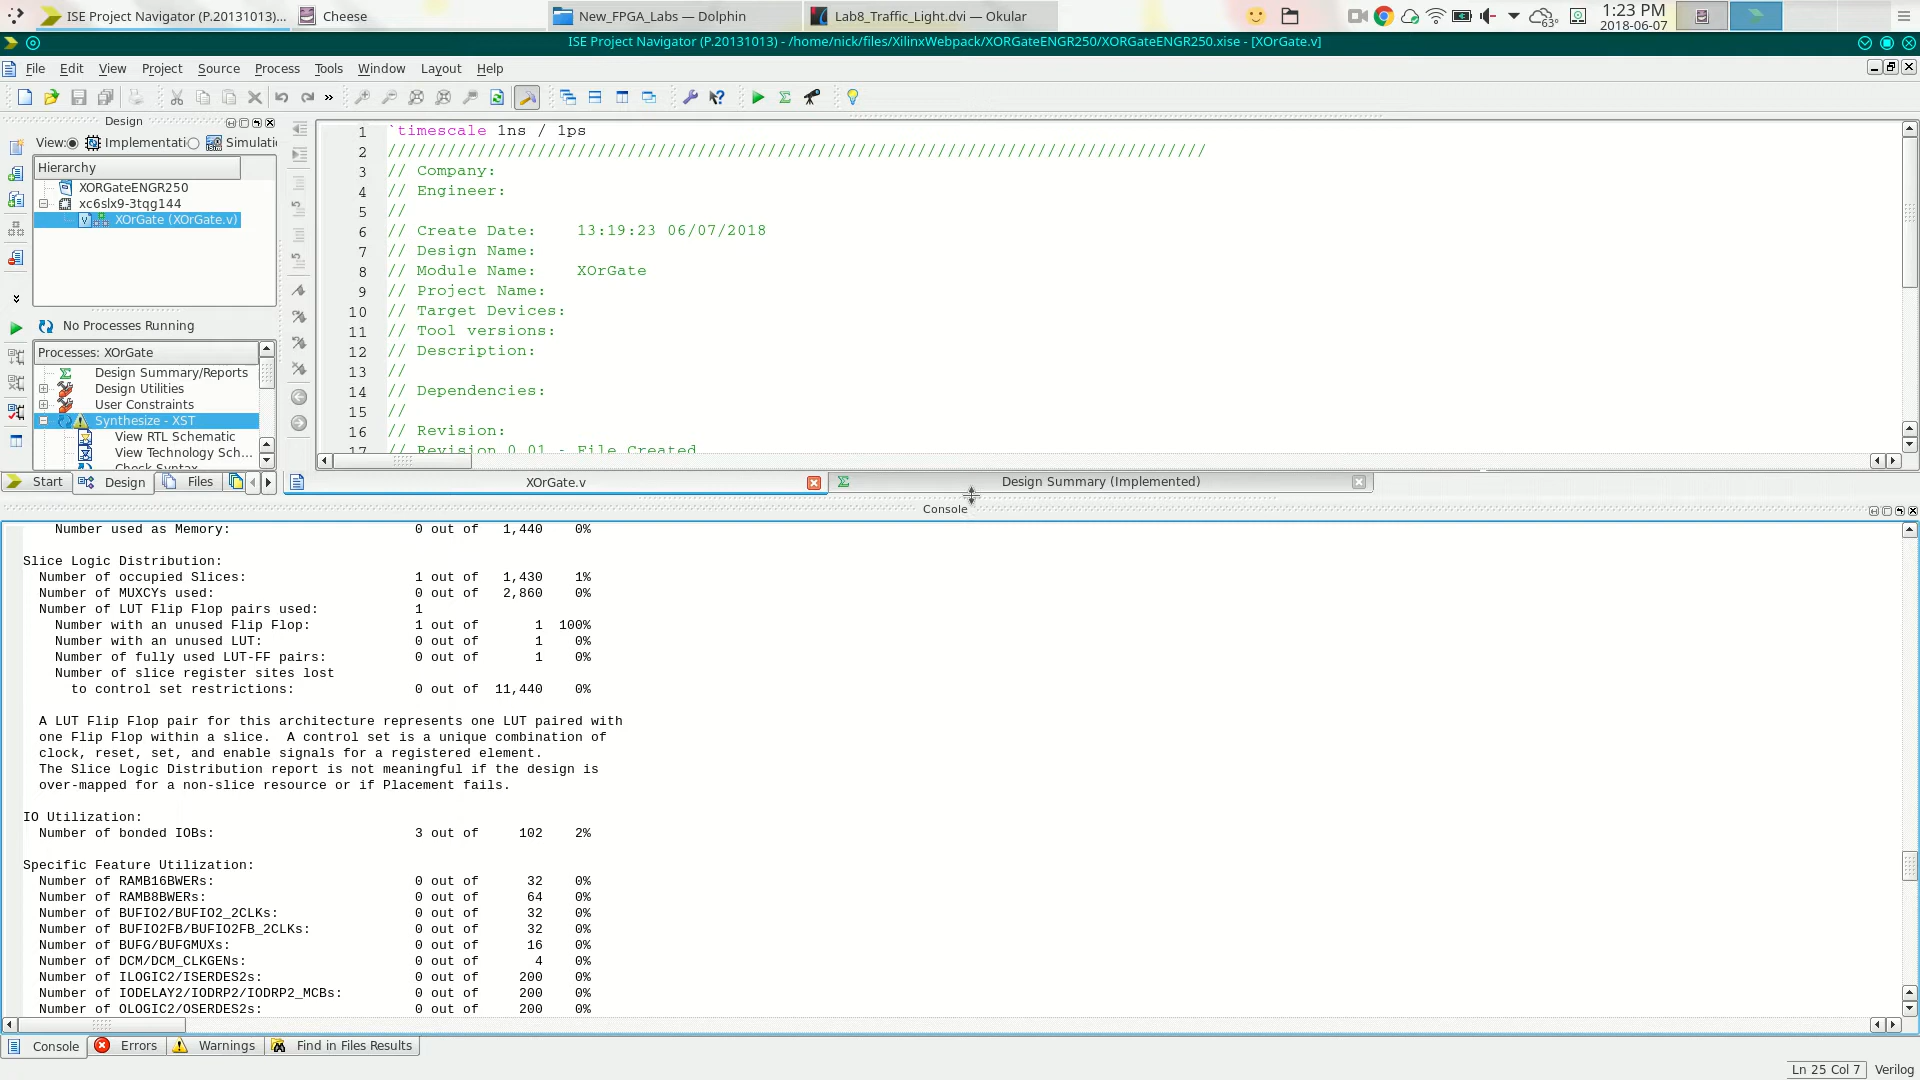 ISE Project Navigator (P.20131013)...
Cheese
New_FPGA_Labs — Dolphin
Lab8_Traffic_Light.dvi — Okular
63°
1:23 PM
2018-06-07
ISE Project Navigator (P.20131013) - /home/nick/files/XilinxWebpack/XORGateENGR250/XORGateENGR250.xise - [XOrGate.v]
File Edit View Project Source Process Tools Window Layout Help
Design
View: Implementati Simulati
Hierarchy
XORGateENGR250
xc6slx9-3tqg144
XOrGate (XOrGate.v)
No Processes Running
Processes: XOrGate
Design Summary/Reports
Design Utilities
User Constraints
Synthesize - XST
View RTL Schematic
View Technology Sch...
Check Syntax
Start Design Files
1 `timescale 1ns / 1ps
2 //////////////////////////////////////////////////////////////////////////////////
3 // Company:
4 // Engineer:
5 //
6 // Create Date: 13:19:23 06/07/2018
7 // Design Name:
8 // Module Name: XOrGate
9 // Project Name:
10 // Target Devices:
11 // Tool versions:
12 // Description:
13 //
14 // Dependencies:
15 //
16 // Revision:
17 // Revision 0.01 - File Created
XOrGate.v
Design Summary (Implemented)
Console
Number used as Memory: 0 out of 1,440 0%
Slice Logic Distribution:
Number of occupied Slices: 1 out of 1,430 1%
Number of MUXCYs used: 0 out of 2,860 0%
Number of LUT Flip Flop pairs used: 1
Number with an unused Flip Flop: 1 out of 1 100%
Number with an unused LUT: 0 out of 1 0%
Number of fully used LUT-FF pairs: 0 out of 1 0%
Number of slice register sites lost
to control set restrictions: 0 out of 11,440 0%
A LUT Flip Flop pair for this architecture represents one LUT paired with
one Flip Flop within a slice. A control set is a unique combination of
clock, reset, set, and enable signals for a registered element.
The Slice Logic Distribution report is not meaningful if the design is
over-mapped for a non-slice resource or if Placement fails.
IO Utilization:
Number of bonded IOBs: 3 out of 102 2%
Specific Feature Utilization:
Number of RAMB16BWERs: 0 out of 32 0%
Number of RAMB8BWERs: 0 out of 64 0%
Number of BUFIO2/BUFIO2_2CLKs: 0 out of 32 0%
Number of BUFIO2FB/BUFIO2FB_2CLKs: 0 out of 32 0%
Number of BUFG/BUFGMUXs: 0 out of 16 0%
Number of DCM/DCM_CLKGENs: 0 out of 4 0%
Number of ILOGIC2/ISERDES2s: 0 out of 200 0%
Number of IODELAY2/IODRP2/IODRP2_MCBs: 0 out of 200 0%
Number of OLOGIC2/OSERDES2s: 0 out of 200 0%
Console Errors Warnings Find in Files Results
Ln 25 Col 7 Verilog